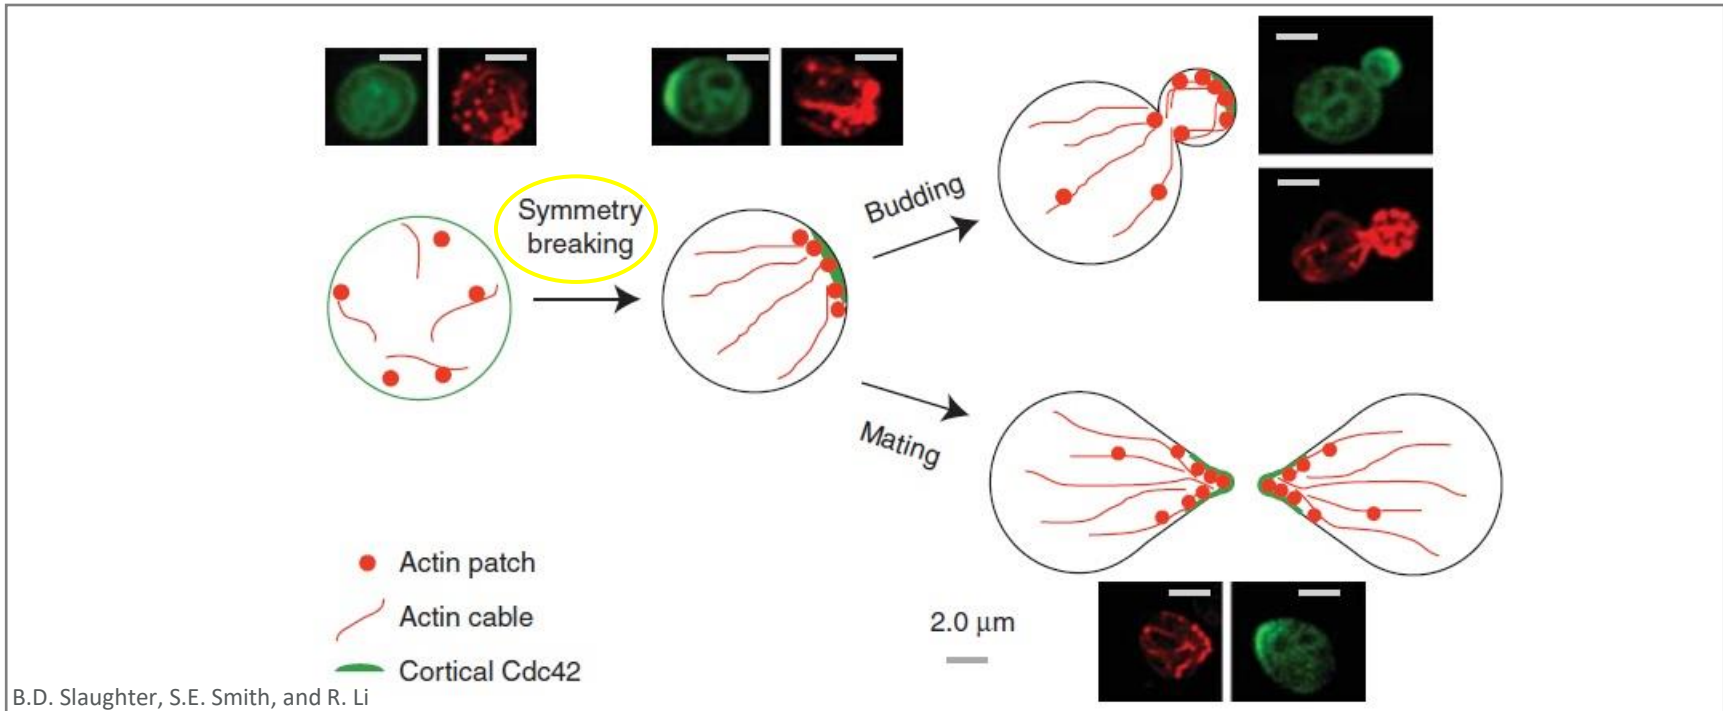 Symmetry
breaking
Budding
Mating
Actin patch
Actin cable
Cortical Cdc42
2.0 μm
B.D. Slaughter, S.E. Smith, and R. Li